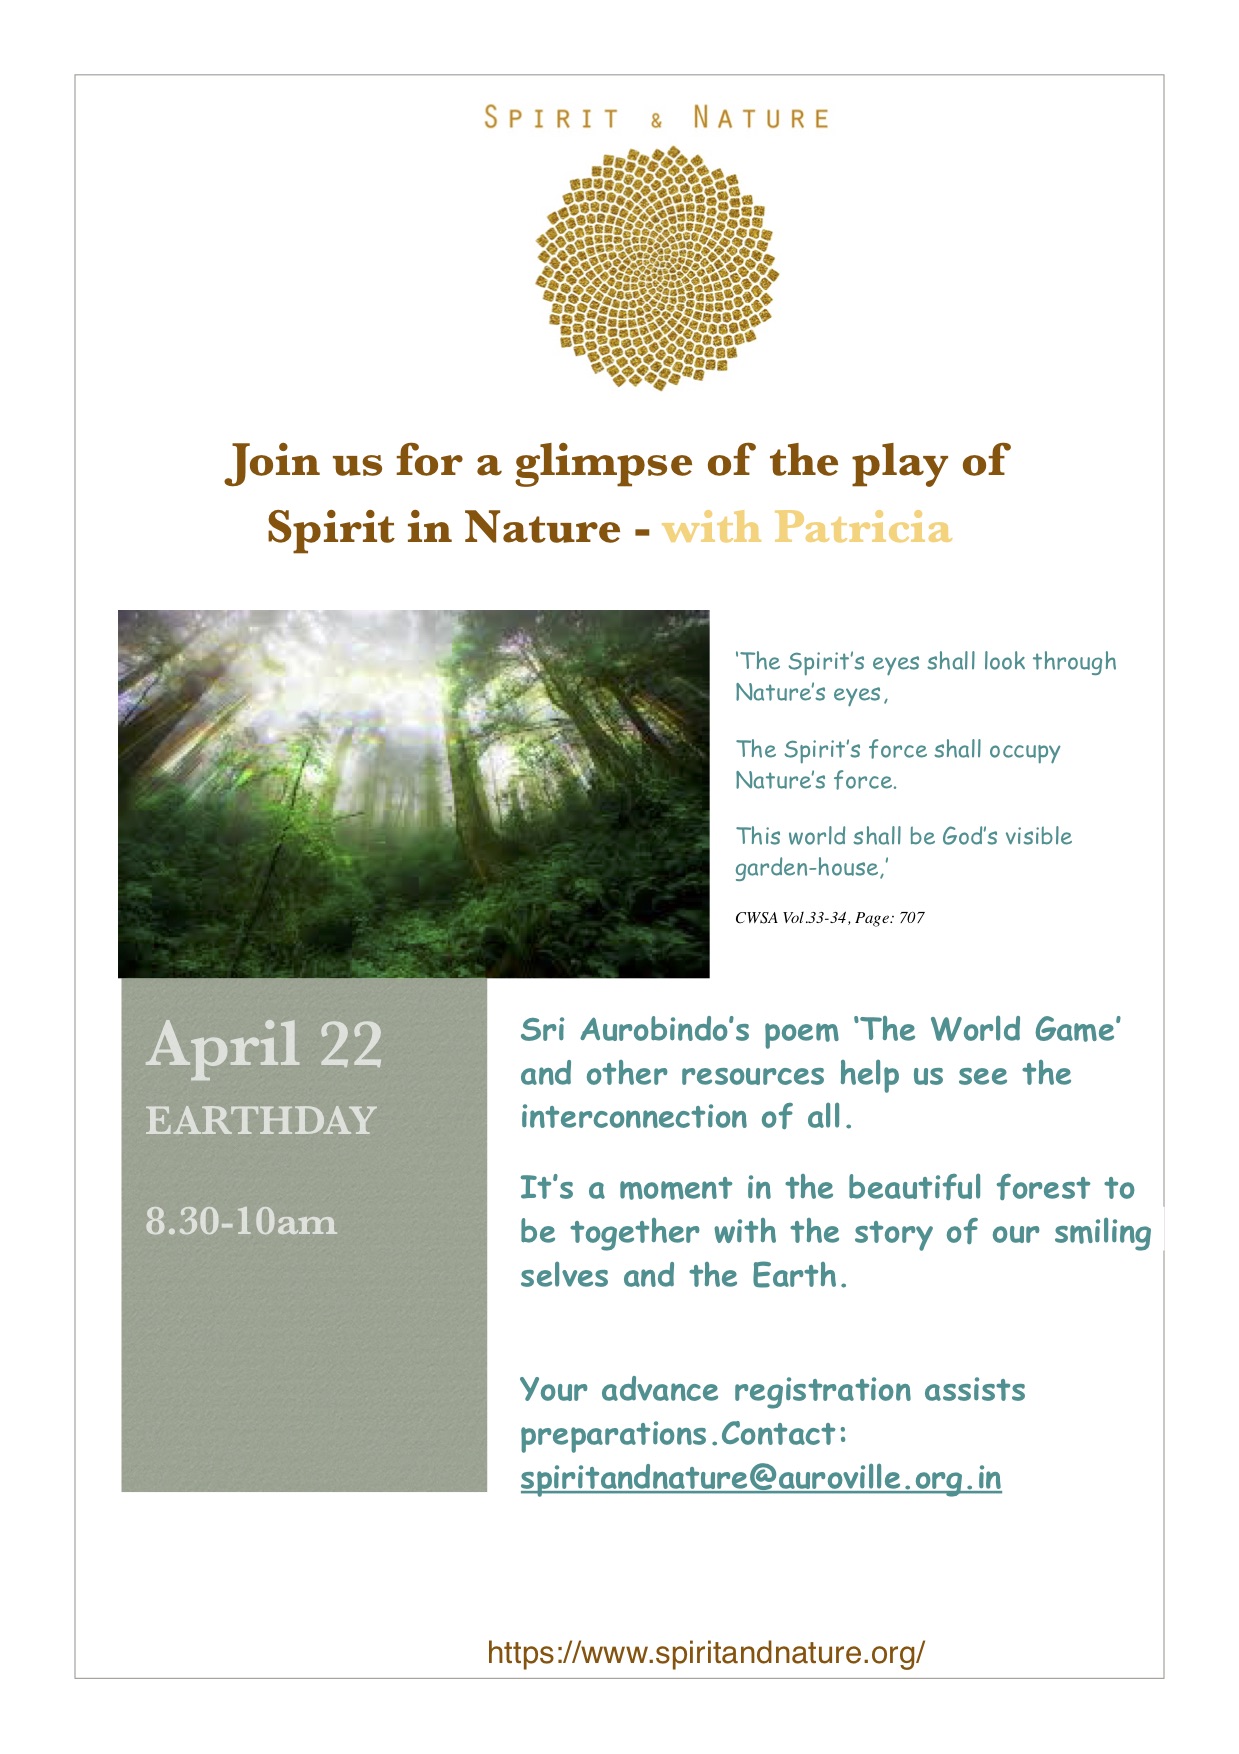 SPIRIT & NATURE
Join us for a glimpse of the play of
Spirit in Nature - with Patricia
‘The Spirit’s eyes shall look through
Nature’s eyes,
The Spirit’s force shall occupy
Nature’s force.
This world shall be God’s visible
garden-house,’
CWSA Vol.33-34, Page: 707
April 22
EARTHDAY
8.30-10am
Sri Aurobindo’s poem ‘The World Game’
and other resources help us see the
interconnection of all.
It’s a moment in the beautiful forest to
be together with the story of our smiling
selves and the Earth.
Your advance registration assists
preparations.Contact:
spiritandnature@auroville.org.in
https://www.spiritandnature.org/